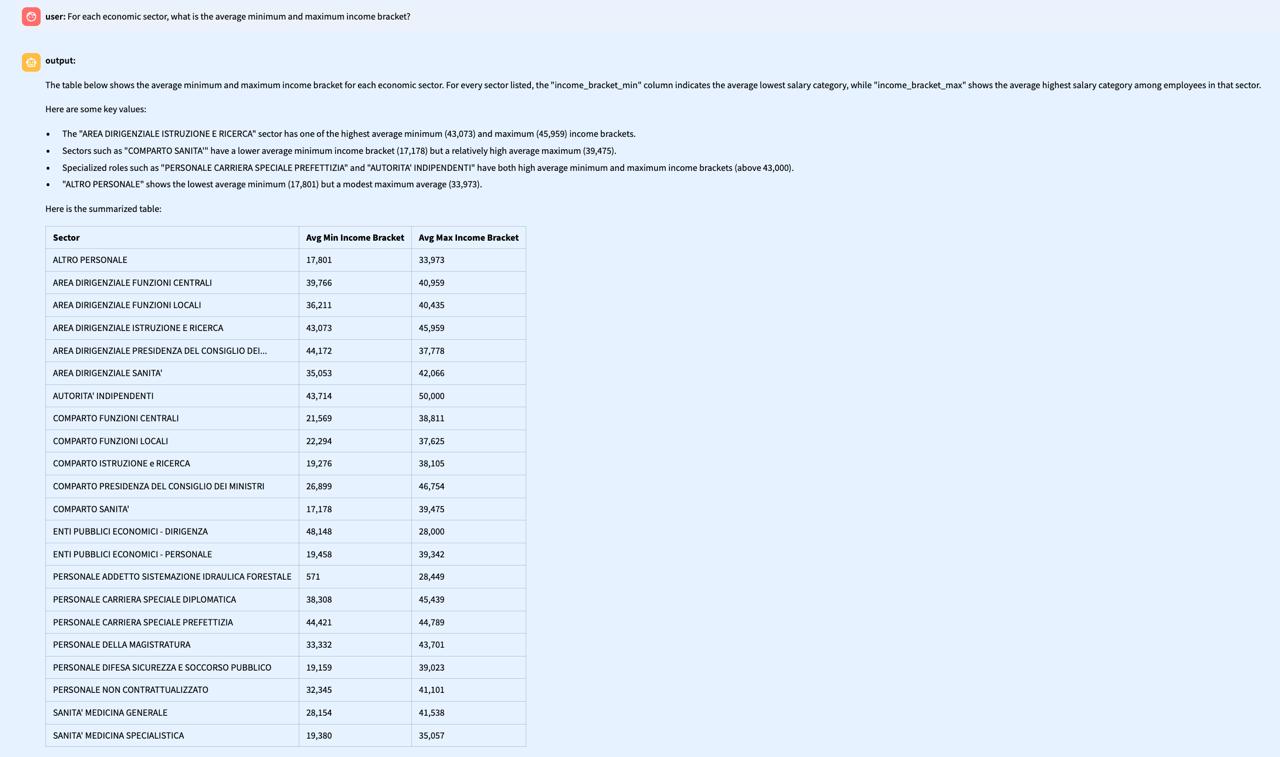 user: For each economic sector, what is the average minimum and maximum income bracket?
output:
The table below shows the average minimum and maximum income bracket for each economic sector. For every sector listed, the "income_bracket_min" column indicates the average lowest salary category, while "income_bracket_max" shows the average highest salary category among employees in that sector.
Here are some key values:
• The "AREA DIRIGENZIALE ISTRUZIONE E RICERCA" sector has one of the highest average minimum (43,073) and maximum (45,959) income brackets.
• Sectors such as "COMPARTO SANITA'" have a lower average minimum income bracket (17,178) but a relatively high average maximum (39,475).
• Specialized roles such as "PERSONALE CARRIERA SPECIALE PREFETTIZIA" and "AUTORITA' INDIPENDENTI" have both high average minimum and maximum income brackets (above 43,000).
• "ALTRO PERSONALE" shows the lowest average minimum (17,801) but a modest maximum average (33,973).
Here is the summarized table:
Sector Avg Min Income Bracket Avg Max Income Bracket
ALTRO PERSONALE 17,801 33,973
AREA DIRIGENZIALE FUNZIONI CENTRALI 39,766 40,959
AREA DIRIGENZIALE FUNZIONI LOCALI 36,211 40,435
AREA DIRIGENZIALE ISTRUZIONE E RICERCA 43,073 45,959
AREA DIRIGENZIALE PRESIDENZA DEL CONSIGLIO DEI... 44,172 37,778
AREA DIRIGENZIALE SANITA' 35,053 42,066
AUTORITA' INDIPENDENTI 43,714 50,000
COMPARTO FUNZIONI CENTRALI 21,569 38,811
COMPARTO FUNZIONI LOCALI 22,294 37,625
COMPARTO ISTRUZIONE e RICERCA 19,276 38,105
COMPARTO PRESIDENZA DEL CONSIGLIO DEI MINISTRI 26,899 46,754
COMPARTO SANITA' 17,178 39,475
ENTI PUBBLICI ECONOMICI - DIRIGENZA 48,148 28,000
ENTI PUBBLICI ECONOMICI - PERSONALE 19,458 39,342
PERSONALE ADDETTO SISTEMAZIONE IDRAULICA FORESTALE 571 28,449
PERSONALE CARRIERA SPECIALE DIPLOMATICA 38,308 45,439
PERSONALE CARRIERA SPECIALE PREFETTIZIA 44,421 44,789
PERSONALE DELLA MAGISTRATURA 33,332 43,701
PERSONALE DIFESA SICUREZZA E SOCCORSO PUBBLICO 19,159 39,023
PERSONALE NON CONTRATTUALIZZATO 32,345 41,101
SANITA' MEDICINA GENERALE 28,154 41,538
SANITA' MEDICINA SPECIALISTICA 19,380 35,057